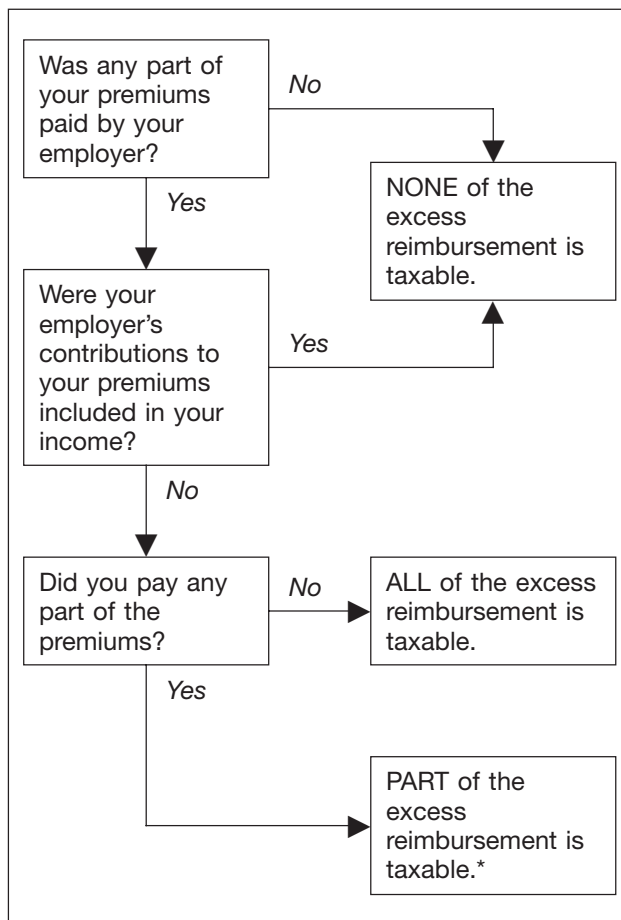 Was any part of
your premiums
paid by your
employer?
No
Yes
NONE of the
excess
reimbursement is
taxable.
Were your
employer’s
contributions to
your premiums
included in your
income?
Yes
No
Did you pay any
part of the
premiums?
No
ALL of the excess
reimbursement is
taxable.
Yes
PART of the
excess
reimbursement is
taxable.*